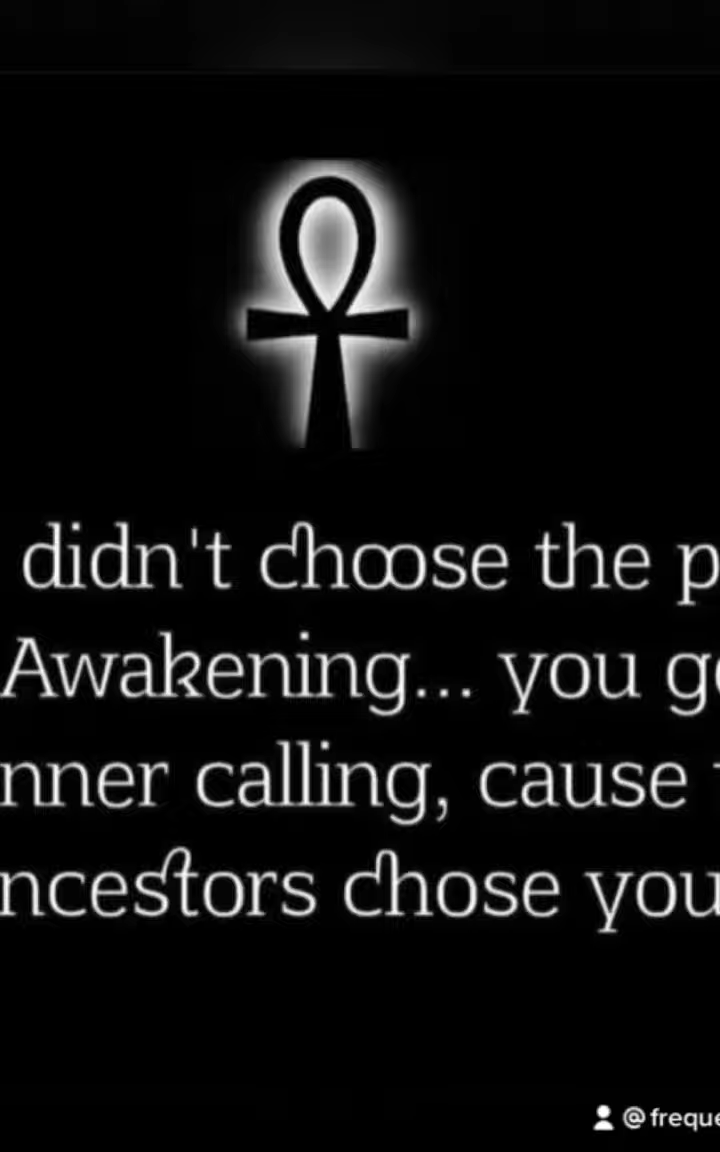 didn't choose the p
Awakening... you g
nner calling, cause
ncestors chose you
@freque